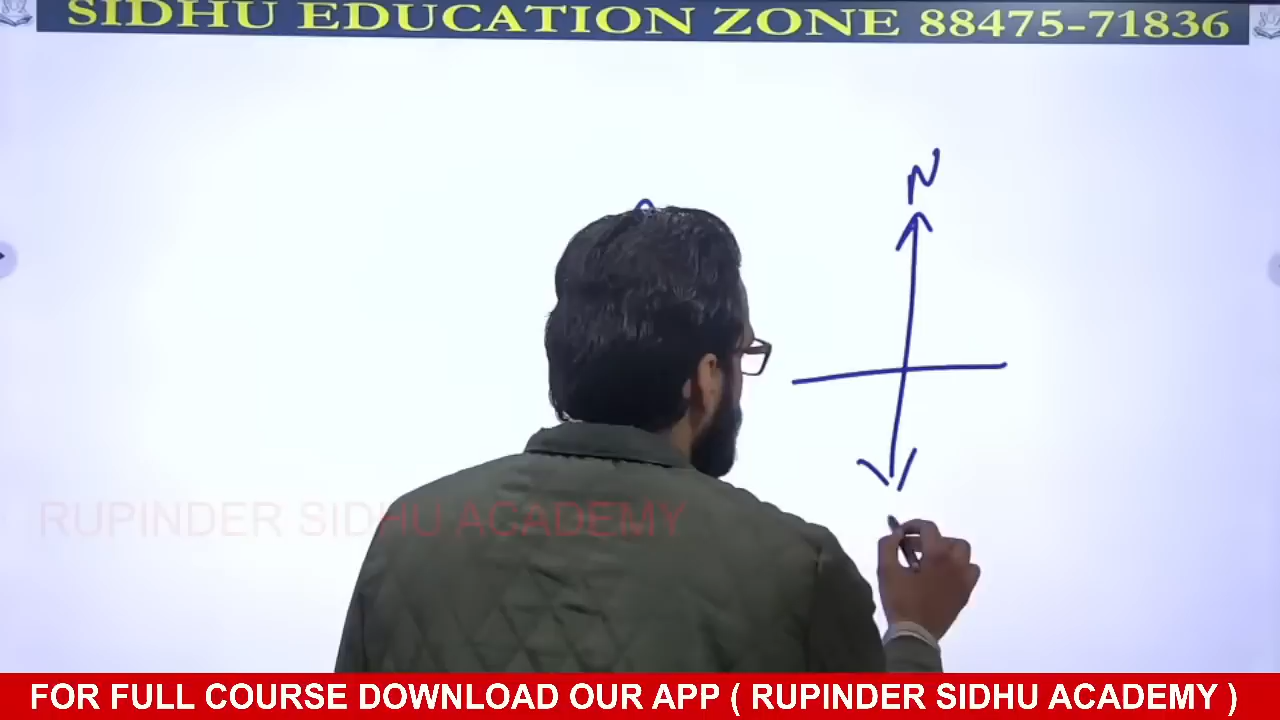 SIDHU EDUCATION ZONE 88475-71836
N
RUPINDER SIDHU ACADEMY
FOR FULL COURSE DOWNLOAD OUR APP ( RUPINDER SIDHU ACADEMY )